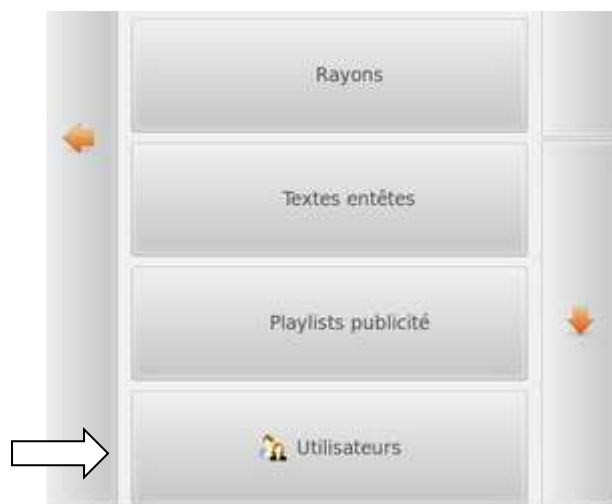 Rayons
Textes entêtes
Playlists publicité
Utilisateurs